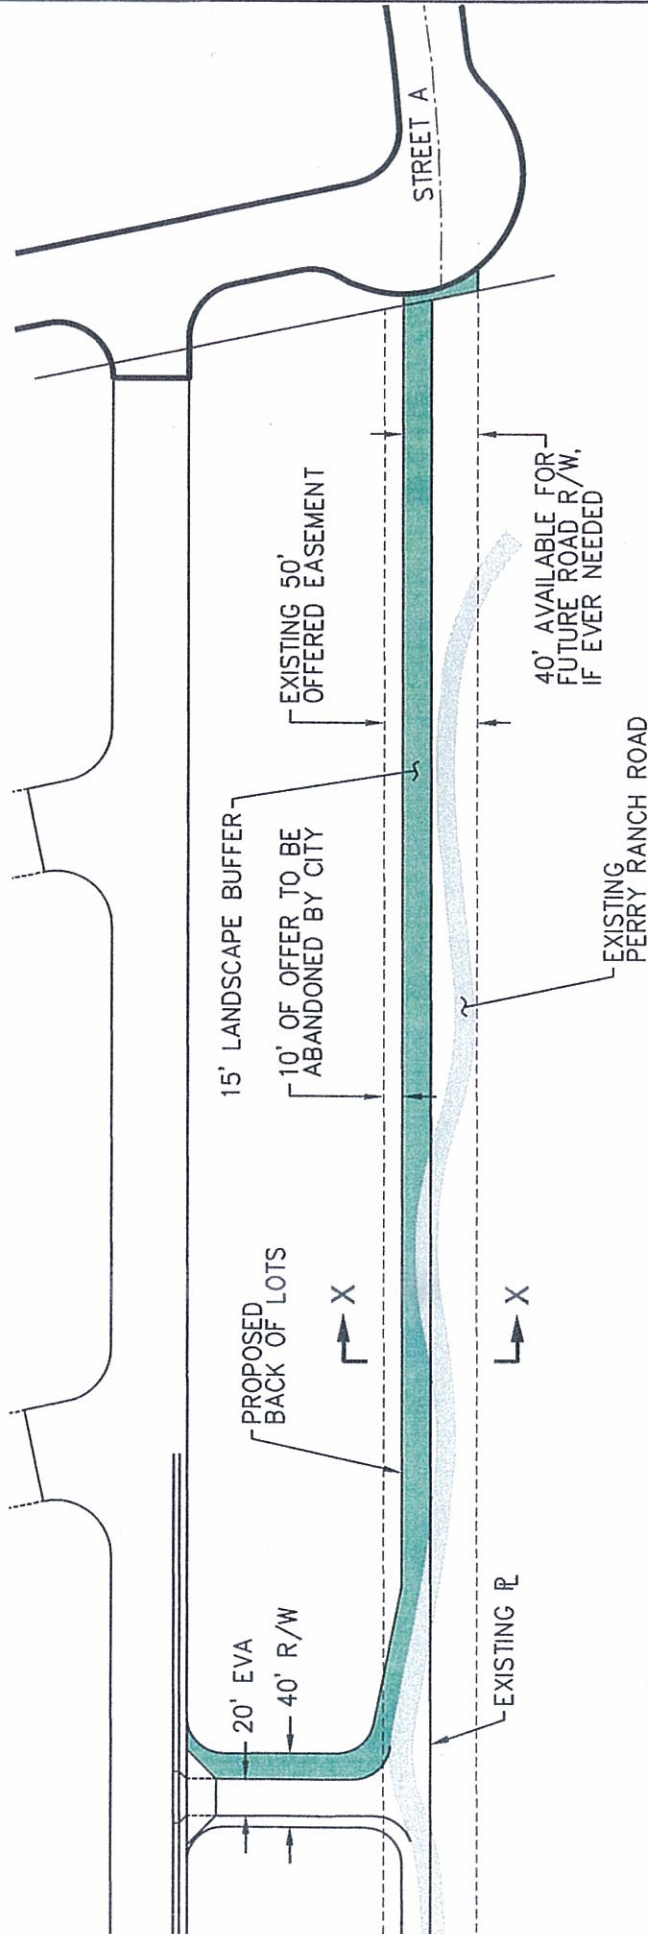 STREET A
EXISTING 50'
OFFERED EASEMENT
40' AVAILABLE FOR
FUTURE ROAD R/W,
IF EVER NEEDED
15' LANDSCAPE BUFFER
10' OF OFFER TO BE
ABANDONED BY CITY
EXISTING
PERRY RANCH ROAD
PROPOSED
BACK OF LOTS
X
X
20' EVA
40' R/W
EXISTING ℙL